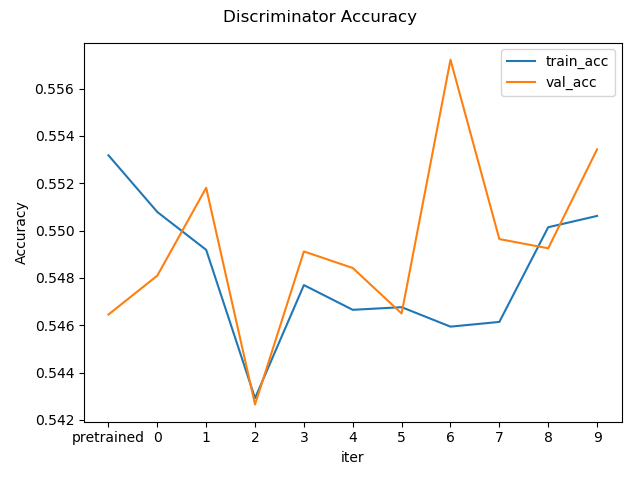 Discriminator Accuracy
train_acc
val_acc
0.556
0.554
0.552
0.550
0.548
0.546
0.544
0.542
Accuracy
pretrained 0 1 2 3 4 5 6 7 8 9
iter